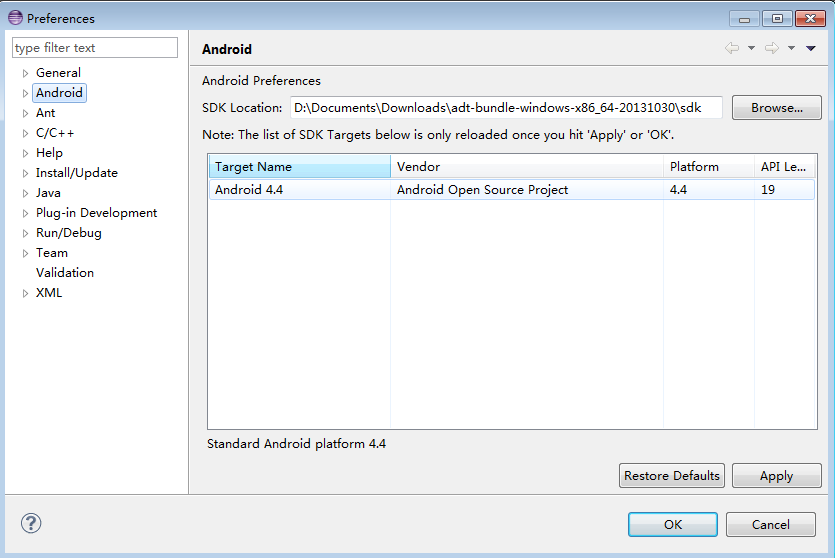 Preferences
type filter text
General
Android
Ant
C/C++
Help
Install/Update
Java
Plug-in Development
Run/Debug
Team
Validation
XML
Android
Android Preferences
SDK Location: D:\Documents\Downloads\adt-bundle-windows-x86_64-20131030\sdk Browse...
Note: The list of SDK Targets below is only reloaded once you hit 'Apply' or 'OK'.
Target Name Vendor Platform API Le...
Android 4.4 Android Open Source Project 4.4 19
Standard Android platform 4.4
Restore Defaults Apply
? OK Cancel